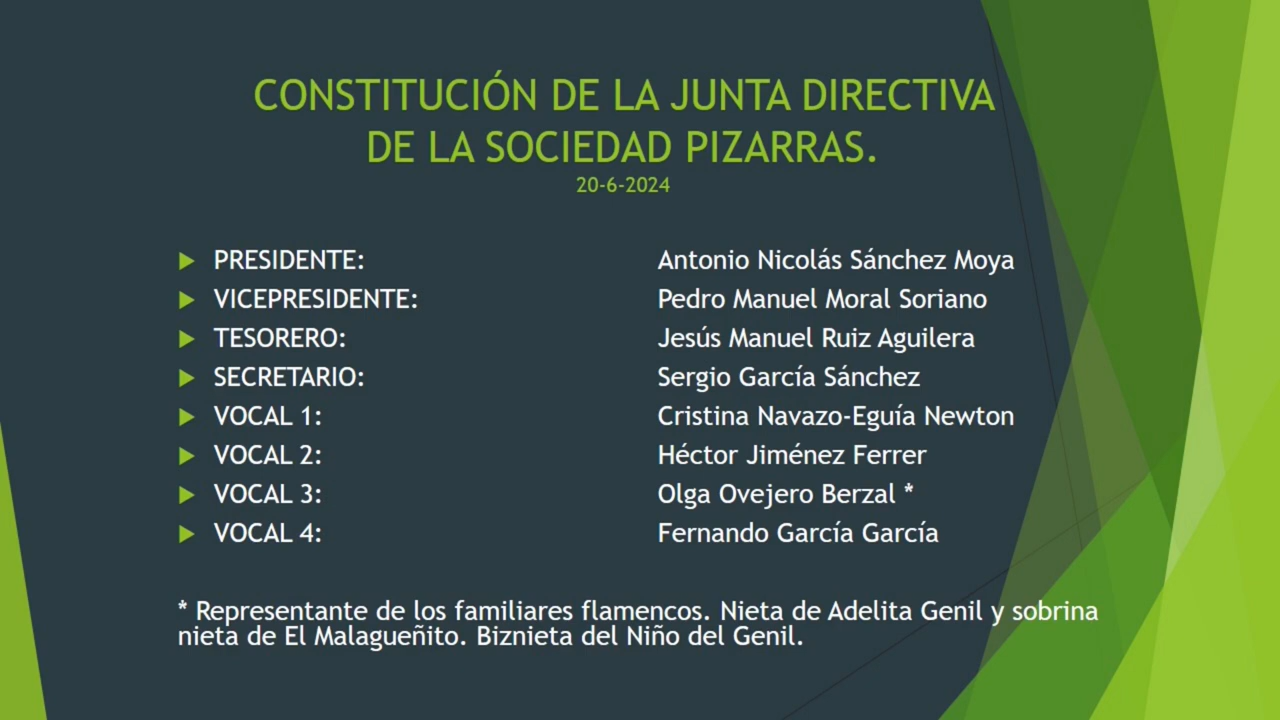 CONSTITUCIÓN DE LA JUNTA DIRECTIVA
DE LA SOCIEDAD PIZARRAS.
20-6-2024
PRESIDENTE: Antonio Nicolás Sánchez Moya
VICEPRESIDENTE: Pedro Manuel Moral Soriano
TESORERO: Jesús Manuel Ruiz Aguilera
SECRETARIO: Sergio García Sánchez
VOCAL 1: Cristina Navazo-Eguía Newton
VOCAL 2: Héctor Jiménez Ferrer
VOCAL 3: Olga Ovejero Berzal *
VOCAL 4: Fernando García García
* Representante de los familiares flamencos. Nieta de Adelita Genil y sobrina
nieta de El Malagueñito. Biznieta del Niño del Genil.